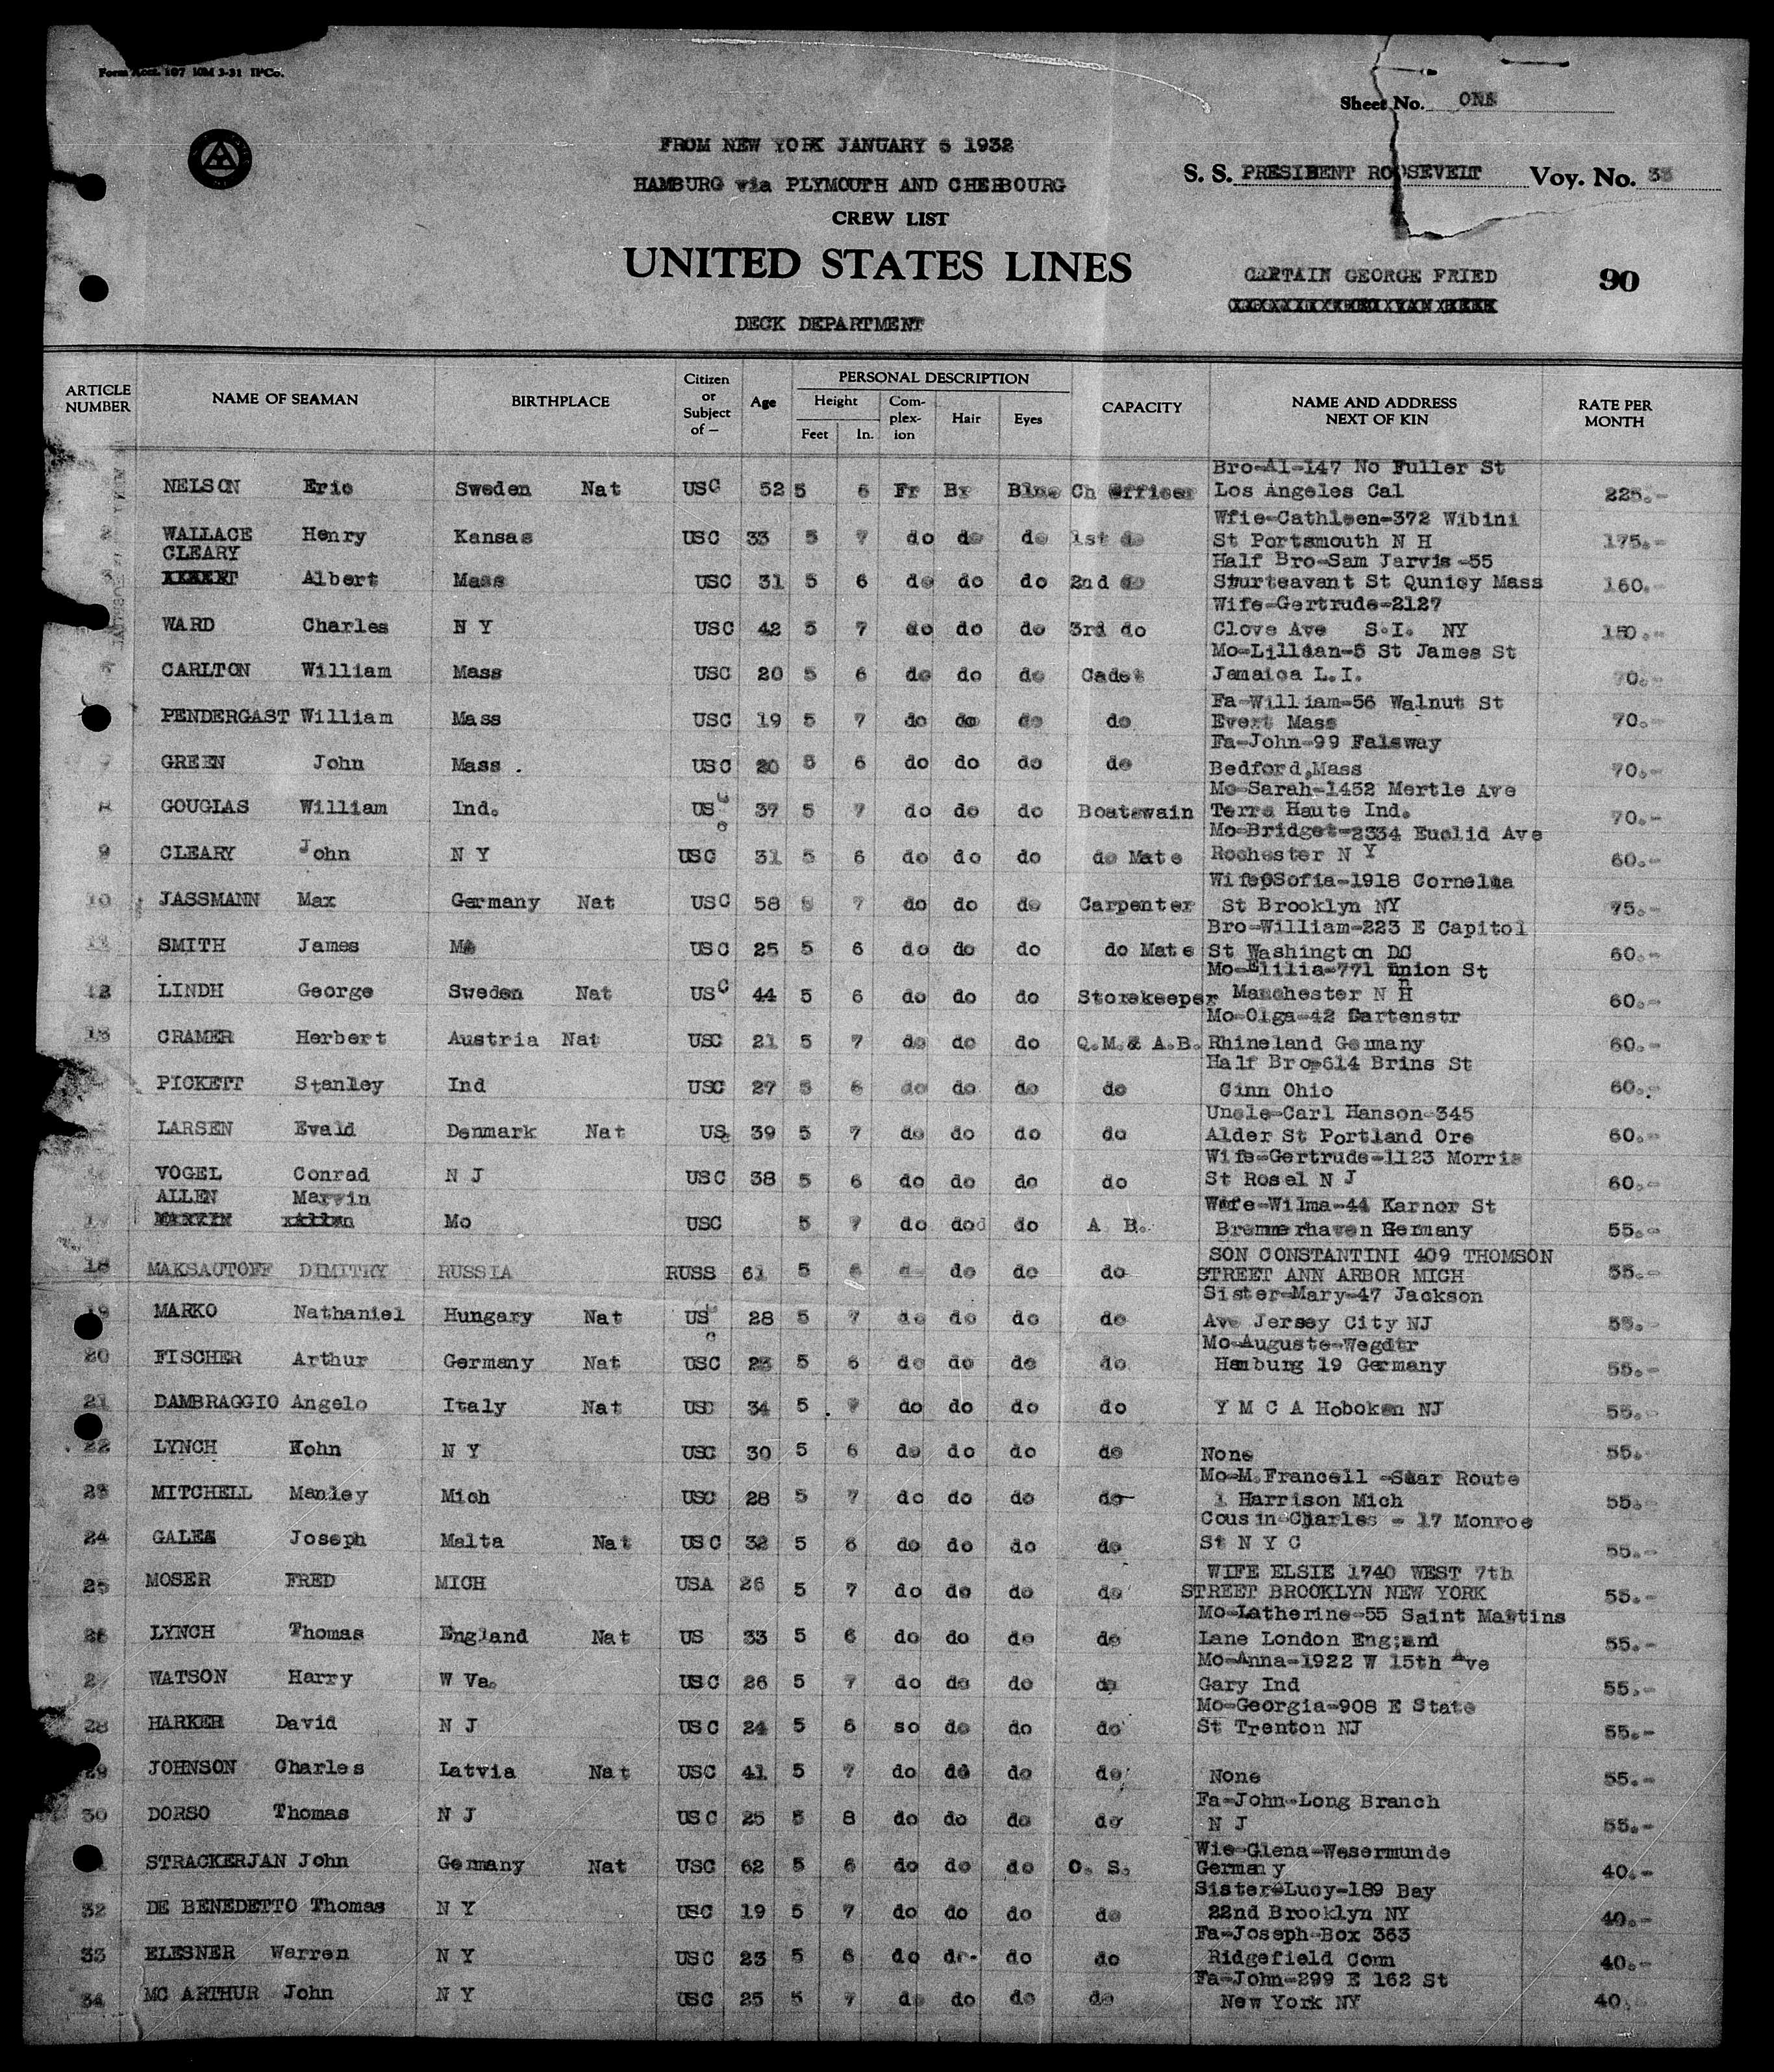 Form Acct. 107 10M 3-31 TPCo.
Sheet No. ONE
FROM NEW YORK JANUARY 6 1932
HAMBURG via PLYMOUTH AND CHERBOURG
S. S. PRESIDENT ROOSEVELT Voy. No. 33
CREW LIST
UNITED STATES LINES
CAPTAIN GEORGE FRIED
90
DECK DEPARTMENT
ARTICLE NUMBER NAME OF SEAMAN BIRTHPLACE Citizen or Subject of — Age PERSONAL DESCRIPTION Height Feet In. Com- plex- ion Hair Eyes CAPACITY NAME AND ADDRESS NEXT OF KIN RATE PER MONTH
Bro-Al-147 No Fuller St
NELSON Eric Sweden Nat USC 52 5 6 Fr Br Blue Ch Officer Los Angeles Cal 225.-
Wfie-Cathleen-372 Wibini
2 WALLACE Henry Kansas USC 33 5 7 do do do 1st do St Portsmouth N H 175.-
CLEARY Half Bro-Sam Jarvis-55
3 Albert Mass USC 31 5 6 do do do 2nd do Sturteavant St Qunicy Mass 160.-
Wife-Gertrude-2127
WARD Charles N Y USC 42 5 7 do do do 3rd do Clove Ave S.I. NY 150.-
Mo-Lillian-5 St James St
5 CARLTON William Mass USC 20 5 6 do do do Cadet Jamaica L.I. 70.-
Fa-William-56 Walnut St
PENDERGAST William Mass USC 19 5 7 do do do do Evert Mass 70.-
Fa-John-99 Falsway
7 GREEN John Mass . USC 20 5 6 do do do do Bedford,Mass 70.-
Mo-Sarah-1452 Mertle Ave
8 GOUGLAS William Ind. USC 37 5 7 do do do Boatswain Terra Haute Ind. 70.-
Mo-Bridget-2334 Euclid Ave
9 CLEARY John N Y USC 31 5 6 do do do do Mate Rochester N Y 60.-
Wife@Sofia-1918 Cornelma
10 JASSMANN Max Germany Nat USC 58 5 7 do do do Carpenter St Brooklyn NY 75.-
Bro-William-223 E Capitol
11 SMITH James Me USC 25 5 6 do do do do Mate St Washington DC 60.-
Mo-Elilia-771 Union St
12 LINDH George Sweden Nat USC 44 5 6 do do do Storekeeper Manchester N H 60.-
Mo-Olga-42 Gartenstr
13 CRAMER Herbert Austria Nat USC 21 5 7 do do do Q.M.& A.B. Rhineland Germany 60.-
Half Bro-614 Brins St
PICKETT Stanley Ind USC 27 5 6 do do do do Cinn Ohio 60.-
Uncle-Carl Hanson-345
LARSEN Evald Denmark Nat USc 39 5 7 do do do do Alder St Portland Ore 60.-
Wife-Gertrude-1123 Morris
VOGEL Conrad N J USC 38 5 6 do do do do St Rosel N J 60.-
ALLEN Marvin Wife-Wilma-44 Karnor St
17 MARVIN Allen Mo USC 5 7 do dod do A B. Bremmerhaven Germany 55.-
SON CONSTANTINI 409 THOMSON
18 MAKSAUTOFF DIMITRY RUSSIA RUSS 61 5 6 do do do do STREET ANN ARBOR MICH 55.-
Sister-Mary-47 Jackson
19 MARKO Nathaniel Hungary Nat USC 28 5 7 do do do do Ave Jersey City NJ 55.-
Mo-Auguste-Wegdtr
20 FISCHER Arthur Germany Nat USC 23 5 6 do do do do Hamburg 19 Germany 55.-
21 DAMBRAGGIO Angelo Italy Nat USC 34 5 7 do do do do Y M C A Hoboken NJ 55.-
22 LYNCH Kohn N Y USC 30 5 6 do do do do None 55.-
Mo-M.Francell -Star Route
23 MITCHELL Manley Mich USC 28 5 7 do do do do 1 Harrison Mich 55.-
Cousin-Charles - 17 Monroe
24 GALEA Joseph Malta Nat USC 32 5 6 do do do do St N Y C 55.-
WIFE ELSIE 1740 WEST 7th
25 MOSER FRED MICH USA 26 5 7 do do do do STREET BROOKLYN NEW YORK 55.-
Mo-Latherine-55 Saint Martins
26 LYNCH Thomas England Nat US 33 5 6 do do do do Lane London Eng;and 55.-
Mo-Anna-1922 W 15th Ave
27 WATSON Harry W Va. USC 26 5 7 do do do do Gary Ind 55.-
Mo-Georgia-908 E State
28 HARKER David N J USC 24 5 6 so do do do St Trenton NJ 55.-
29 JOHNSON Charles Latvia Nat USC 41 5 7 do do do do None 55.-
Fa-John-Long Branch
30 DORSO Thomas N J USC 25 5 8 do do do do N J 55.-
Wie-Glena-Wesermunde
STRACKERJAN John Germany Nat USC 62 5 6 do do do O. S. Germany 40.-
Sister-Lucy-189 Bay
32 DE BENEDETTO Thomas N Y USC 19 5 7 do do do do 22nd Brooklyn NY 40.-
Fa-Joseph-Box 363
33 ELESNER Warren N Y USC 23 5 6 do do- do do Ridgefield Conn 40.-
Fa-John-299 E 162 St
34 MC ARTHUR John N Y USC 25 5 7 do do do do New York NY 40.